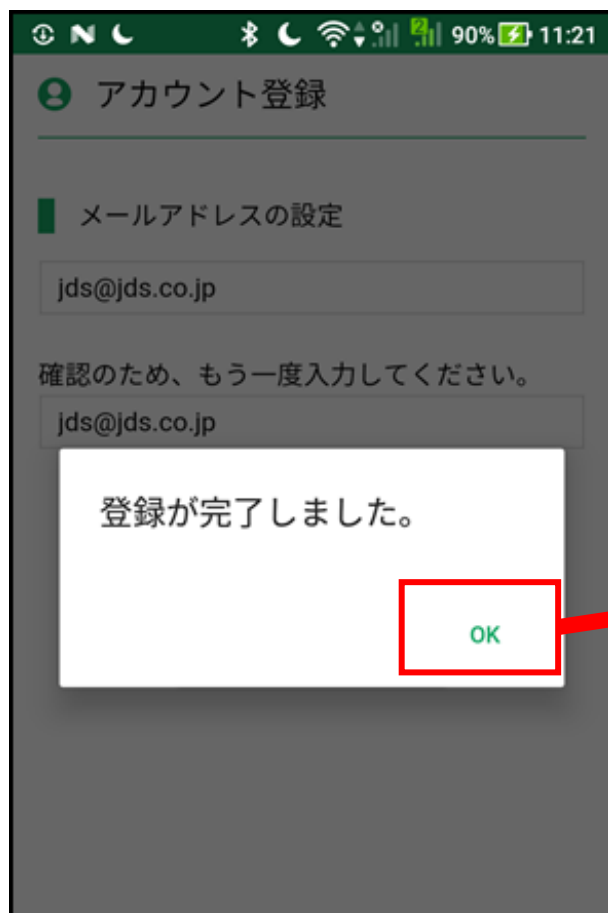 90% 11:21
アカウント登録
メールアドレスの設定
jds@jds.co.jp
確認のため、もう一度入力してください。
jds@jds.co.jp
登録が完了しました。
OK